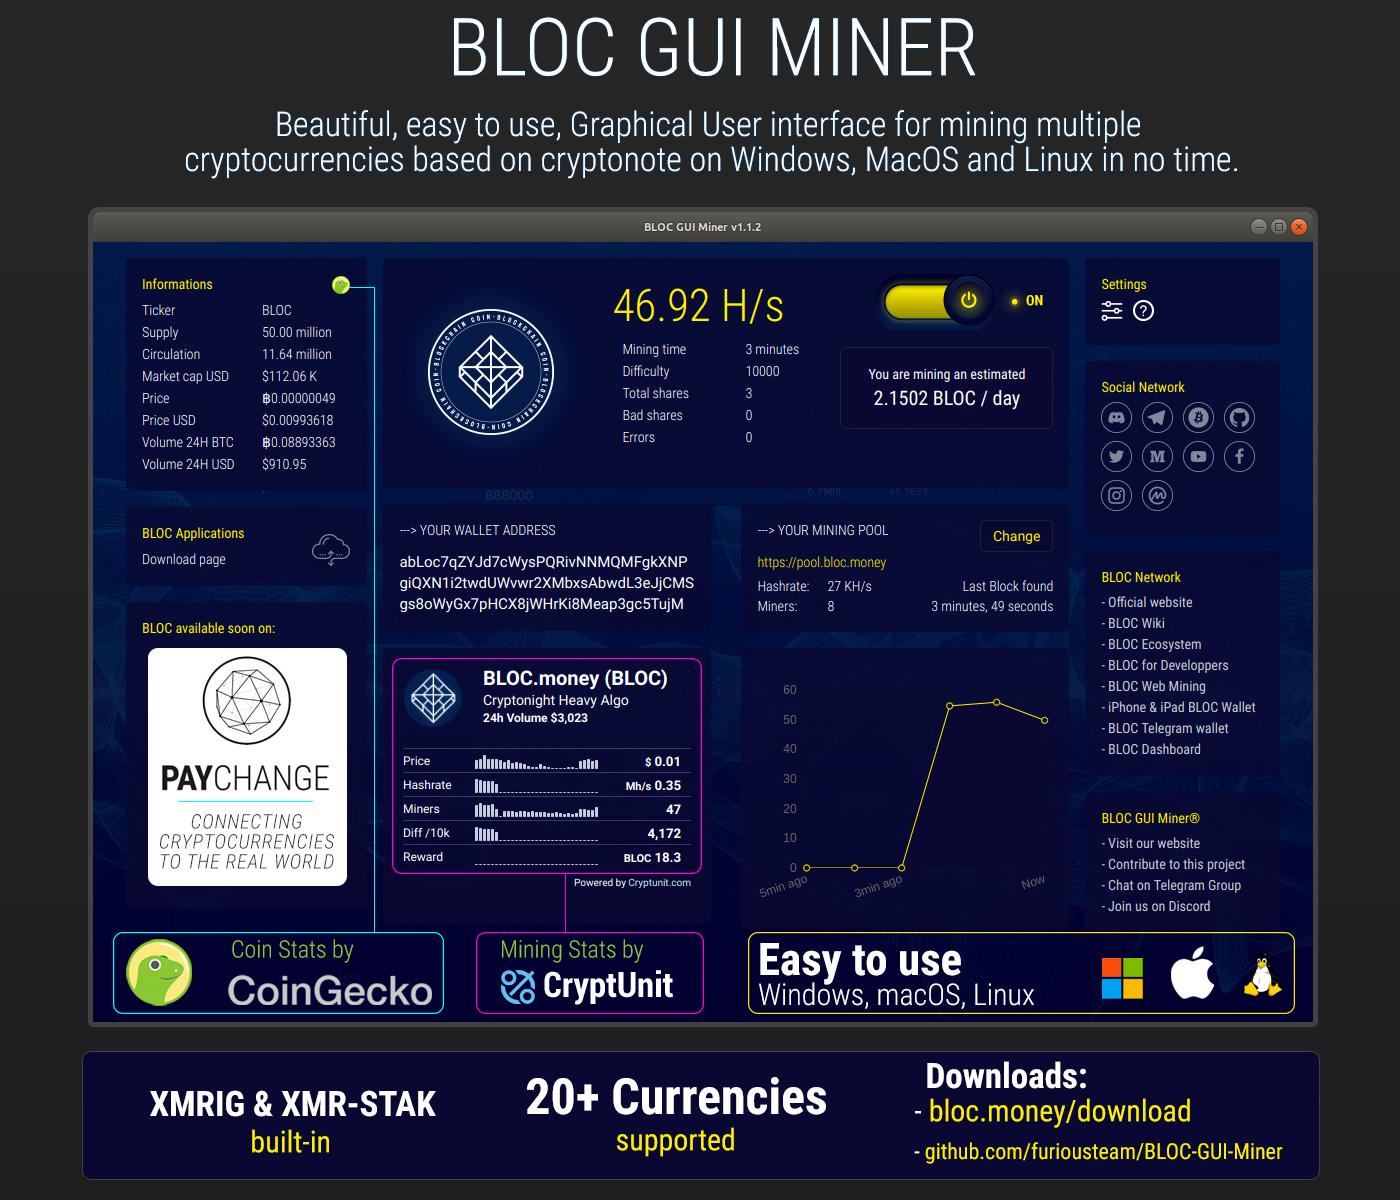 BLOC GUI MINER
Beautiful, easy to use, Graphical User interface for mining multiple
cryptocurrencies based on cryptonote on Windows, MacOS and Linux in no time.
BLOC GUI Miner v1.1.2
Informations
Ticker BLOC
Supply 50.00 million
Circulation 11.64 million
Market cap USD $112.06 K
Price ฿0.00000049
Price USD $0.00993618
Volume 24H BTC ฿0.08893363
Volume 24H USD $910.95
BLOC Applications
Download page
BLOC available soon on:
PAYCHANGE
CONNECTING
CRYPTOCURRENCIES
TO THE REAL WORLD
COIN-BLOCKCHAIN COIN-BLOCKCHAIN COIN-BLOCKCHAIN
46.92 H/s
Mining time 3 minutes
Difficulty 10000
Total shares 3
Bad shares 0
Errors 0
ON
You are mining an estimated
2.1502 BLOC / day
888000
0.7968 44.7659
---> YOUR WALLET ADDRESS
abLoc7qZYJd7cWysPQRivNNMQMFgkXNP
giQXN1i2twdUWvwr2XMbxsAbwdL3eJjCMS
gs8oWyGx7pHCX8jWHrKi8Meap3gc5TujM
---> YOUR MINING POOL
Change
https://pool.bloc.money
Hashrate: 27 KH/s Last Block found
Miners: 8 3 minutes, 49 seconds
BLOC.money (BLOC)
Cryptonight Heavy Algo
24h Volume $3,023
Price $ 0.01
Hashrate Mh/s 0.35
Miners 47
Diff /10k 4,172
Reward BLOC 18.3
Powered by Cryptunit.com
60
50
40
30
20
10
0
5min ago 3min ago Now
Settings
Social Network
BLOC Network
- Official website
- BLOC Wiki
- BLOC Ecosystem
- BLOC for Developpers
- BLOC Web Mining
- iPhone & iPad BLOC Wallet
- BLOC Telegram wallet
- BLOC Dashboard
BLOC GUI Miner®
- Visit our website
- Contribute to this project
- Chat on Telegram Group
- Join us on Discord
Coin Stats by
CoinGecko
Mining Stats by
CryptUnit
Easy to use
Windows, macOS, Linux
XMRIG & XMR-STAK
built-in
20+ Currencies
supported
Downloads:
- bloc.money/download
- github.com/furiousteam/BLOC-GUI-Miner